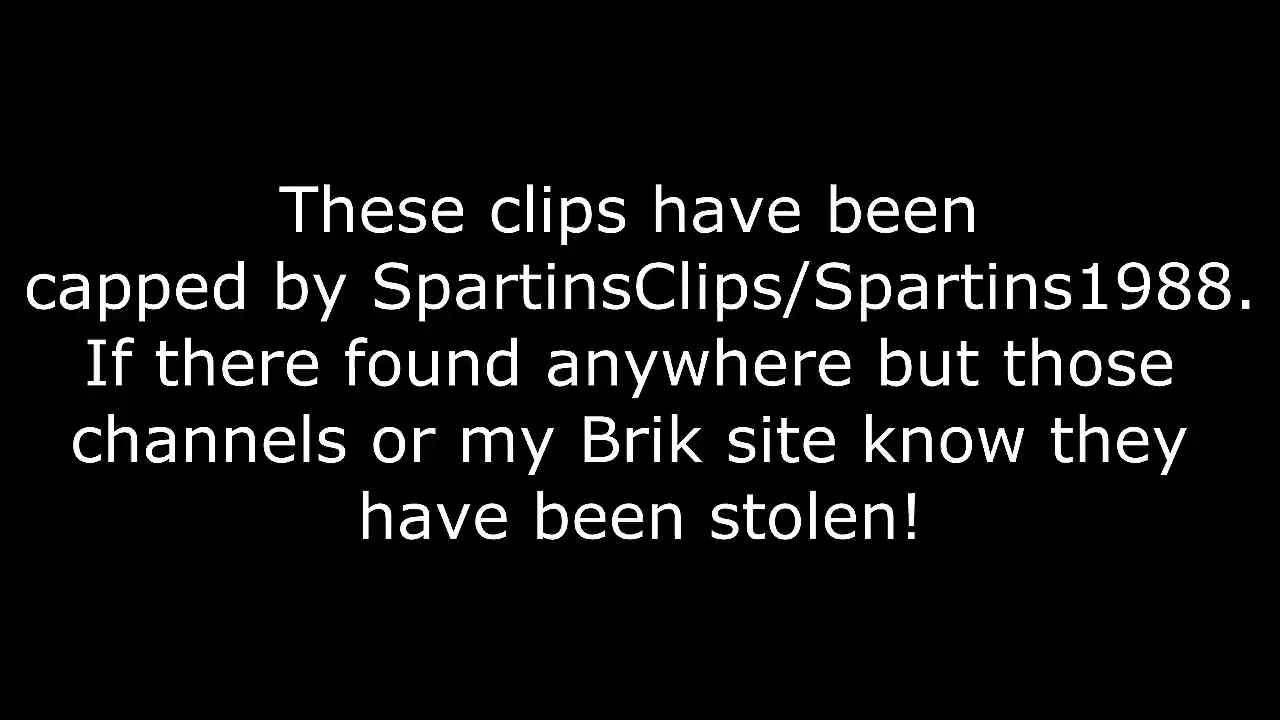 These clips have been
capped by SpartinsClips/Spartins1988.
If there found anywhere but those
channels or my Brik site know they
have been stolen!